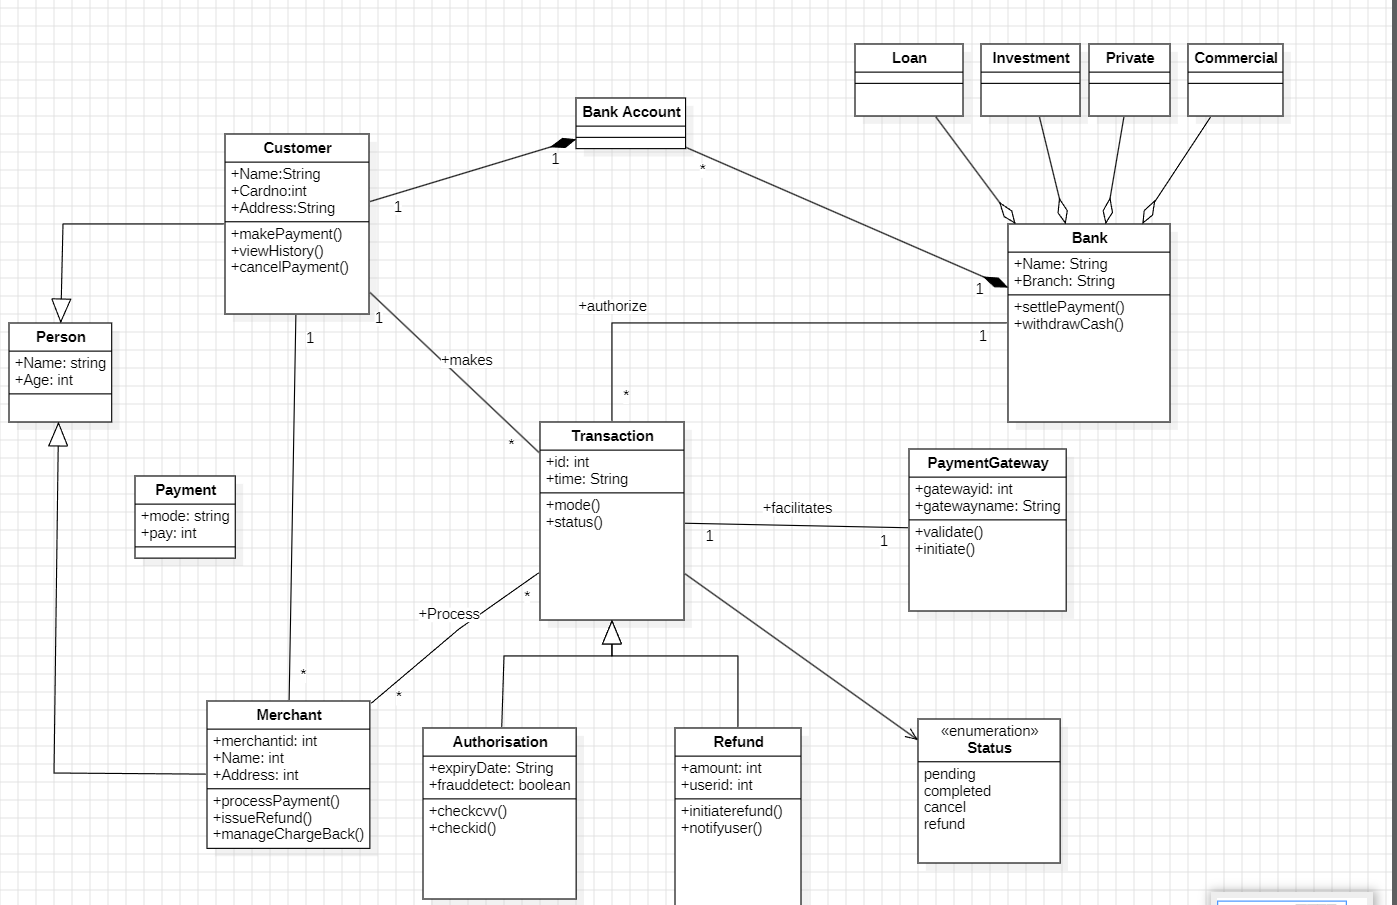 Loan
Investment
Private
Commercial
Bank Account
1
*
Customer
+Name:String
+Cardno:int
+Address:String
+makePayment()
+viewHistory()
+cancelPayment()
1
1
1
Bank
+Name: String
+Branch: String
+settlePayment()
+withdrawCash()
1
1
+authorize
*
Person
+Name: string
+Age: int
+makes
*
Transaction
+id: int
+time: String
+mode()
+status()
PaymentGateway
+gatewayid: int
+gatewayname: String
+validate()
+initiate()
+facilitates
1
1
Payment
+mode: string
+pay: int
*
+Process
*
*
Merchant
+merchantid: int
+Name: int
+Address: int
+processPayment()
+issueRefund()
+manageChargeBack()
Authorisation
+expiryDate: String
+frauddetect: boolean
+checkcvv()
+checkid()
Refund
+amount: int
+userid: int
+initiaterefund()
+notifyuser()
«enumeration»
Status
pending
completed
cancel
refund